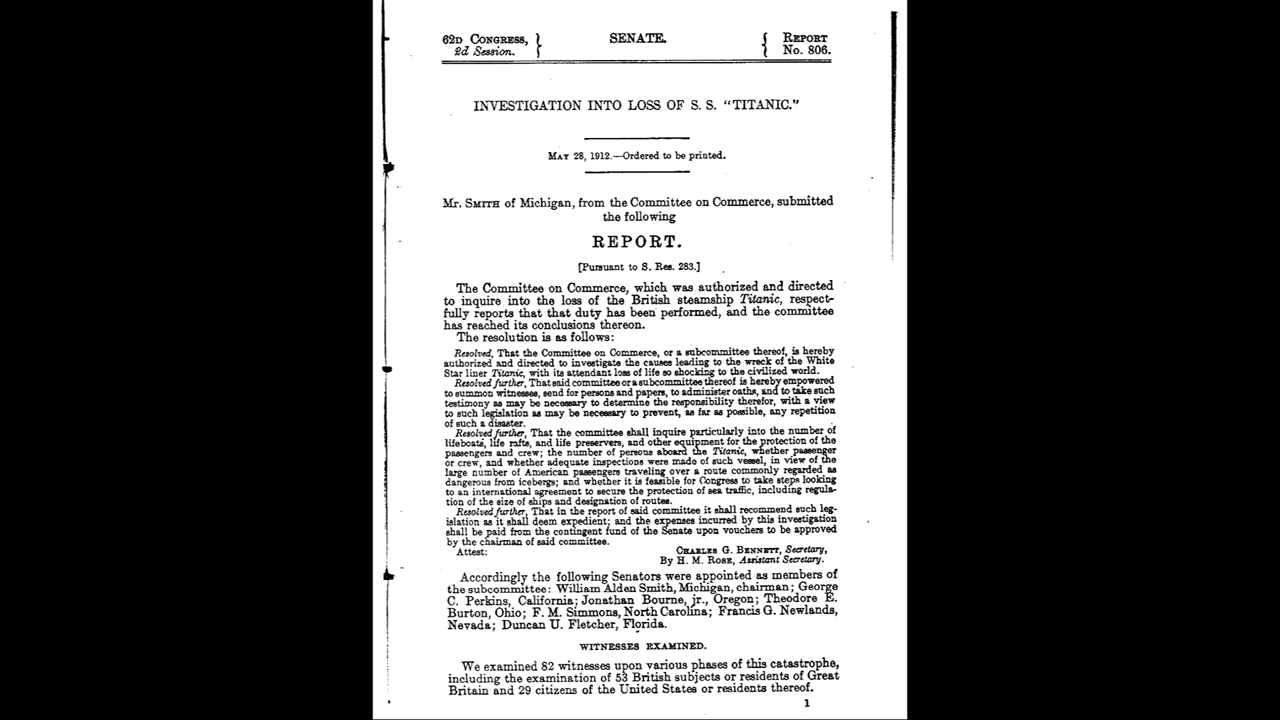 62D CONGRESS, } SENATE. { REPORT
2d Session. } { No. 806.
INVESTIGATION INTO LOSS OF S. S. "TITANIC."
MAY 28, 1912.—Ordered to be printed.
Mr. SMITH of Michigan, from the Committee on Commerce, submitted
the following
REPORT.
[Pursuant to S. Res. 283.]
The Committee on Commerce, which was authorized and directed
to inquire into the loss of the British steamship Titanic, respect-
fully reports that that duty has been performed, and the committee
has reached its conclusions thereon.
The resolution is as follows:
Resolved, That the Committee on Commerce, or a subcommittee thereof, is hereby
authorized and directed to investigate the causes leading to the wreck of the White
Star liner Titanic, with its attendant loss of life so shocking to the civilized world.
Resolved further, That said committee or a subcommittee thereof is hereby empowered
to summon witnesses, send for persons and papers, to administer oaths, and to take such
testimony as may be necessary to determine the responsibility therefor, with a view
to such legislation as may be necessary to prevent, as far as possible, any repetition
of such a disaster.
Resolved further, That the committee shall inquire particularly into the number of
lifeboats, life rafts, and life preservers, and other equipment for the protection of the
passengers and crew; the number of persons aboard the Titanic, whether passenger
or crew, and whether adequate inspections were made of such vessel, in view of the
large number of American passengers traveling over a route commonly regarded as
dangerous from icebergs; and whether it is feasible for Congress to take steps looking
to an international agreement to secure the protection of sea traffic, including regula-
tion of the size of ships and designation of routes.
Resolved further, That in the report of said committee it shall recommend such leg-
islation as it shall deem expedient; and the expenses incurred by this investigation
shall be paid from the contingent fund of the Senate upon vouchers to be approved
by the chairman of said committee.
Attest: CHARLES G. BENNETT, Secretary,
By H. M. ROSE, Assistant Secretary.
Accordingly the following Senators were appointed as members of
the subcommittee: William Alden Smith, Michigan, chairman; George
C. Perkins, California; Jonathan Bourne, jr., Oregon; Theodore E.
Burton, Ohio; F. M. Simmons, North Carolina; Francis G. Newlands,
Nevada; Duncan U. Fletcher, Florida.
WITNESSES EXAMINED.
We examined 82 witnesses upon various phases of this catastrophe,
including the examination of 53 British subjects or residents of Great
Britain and 29 citizens of the United States or residents thereof.
1